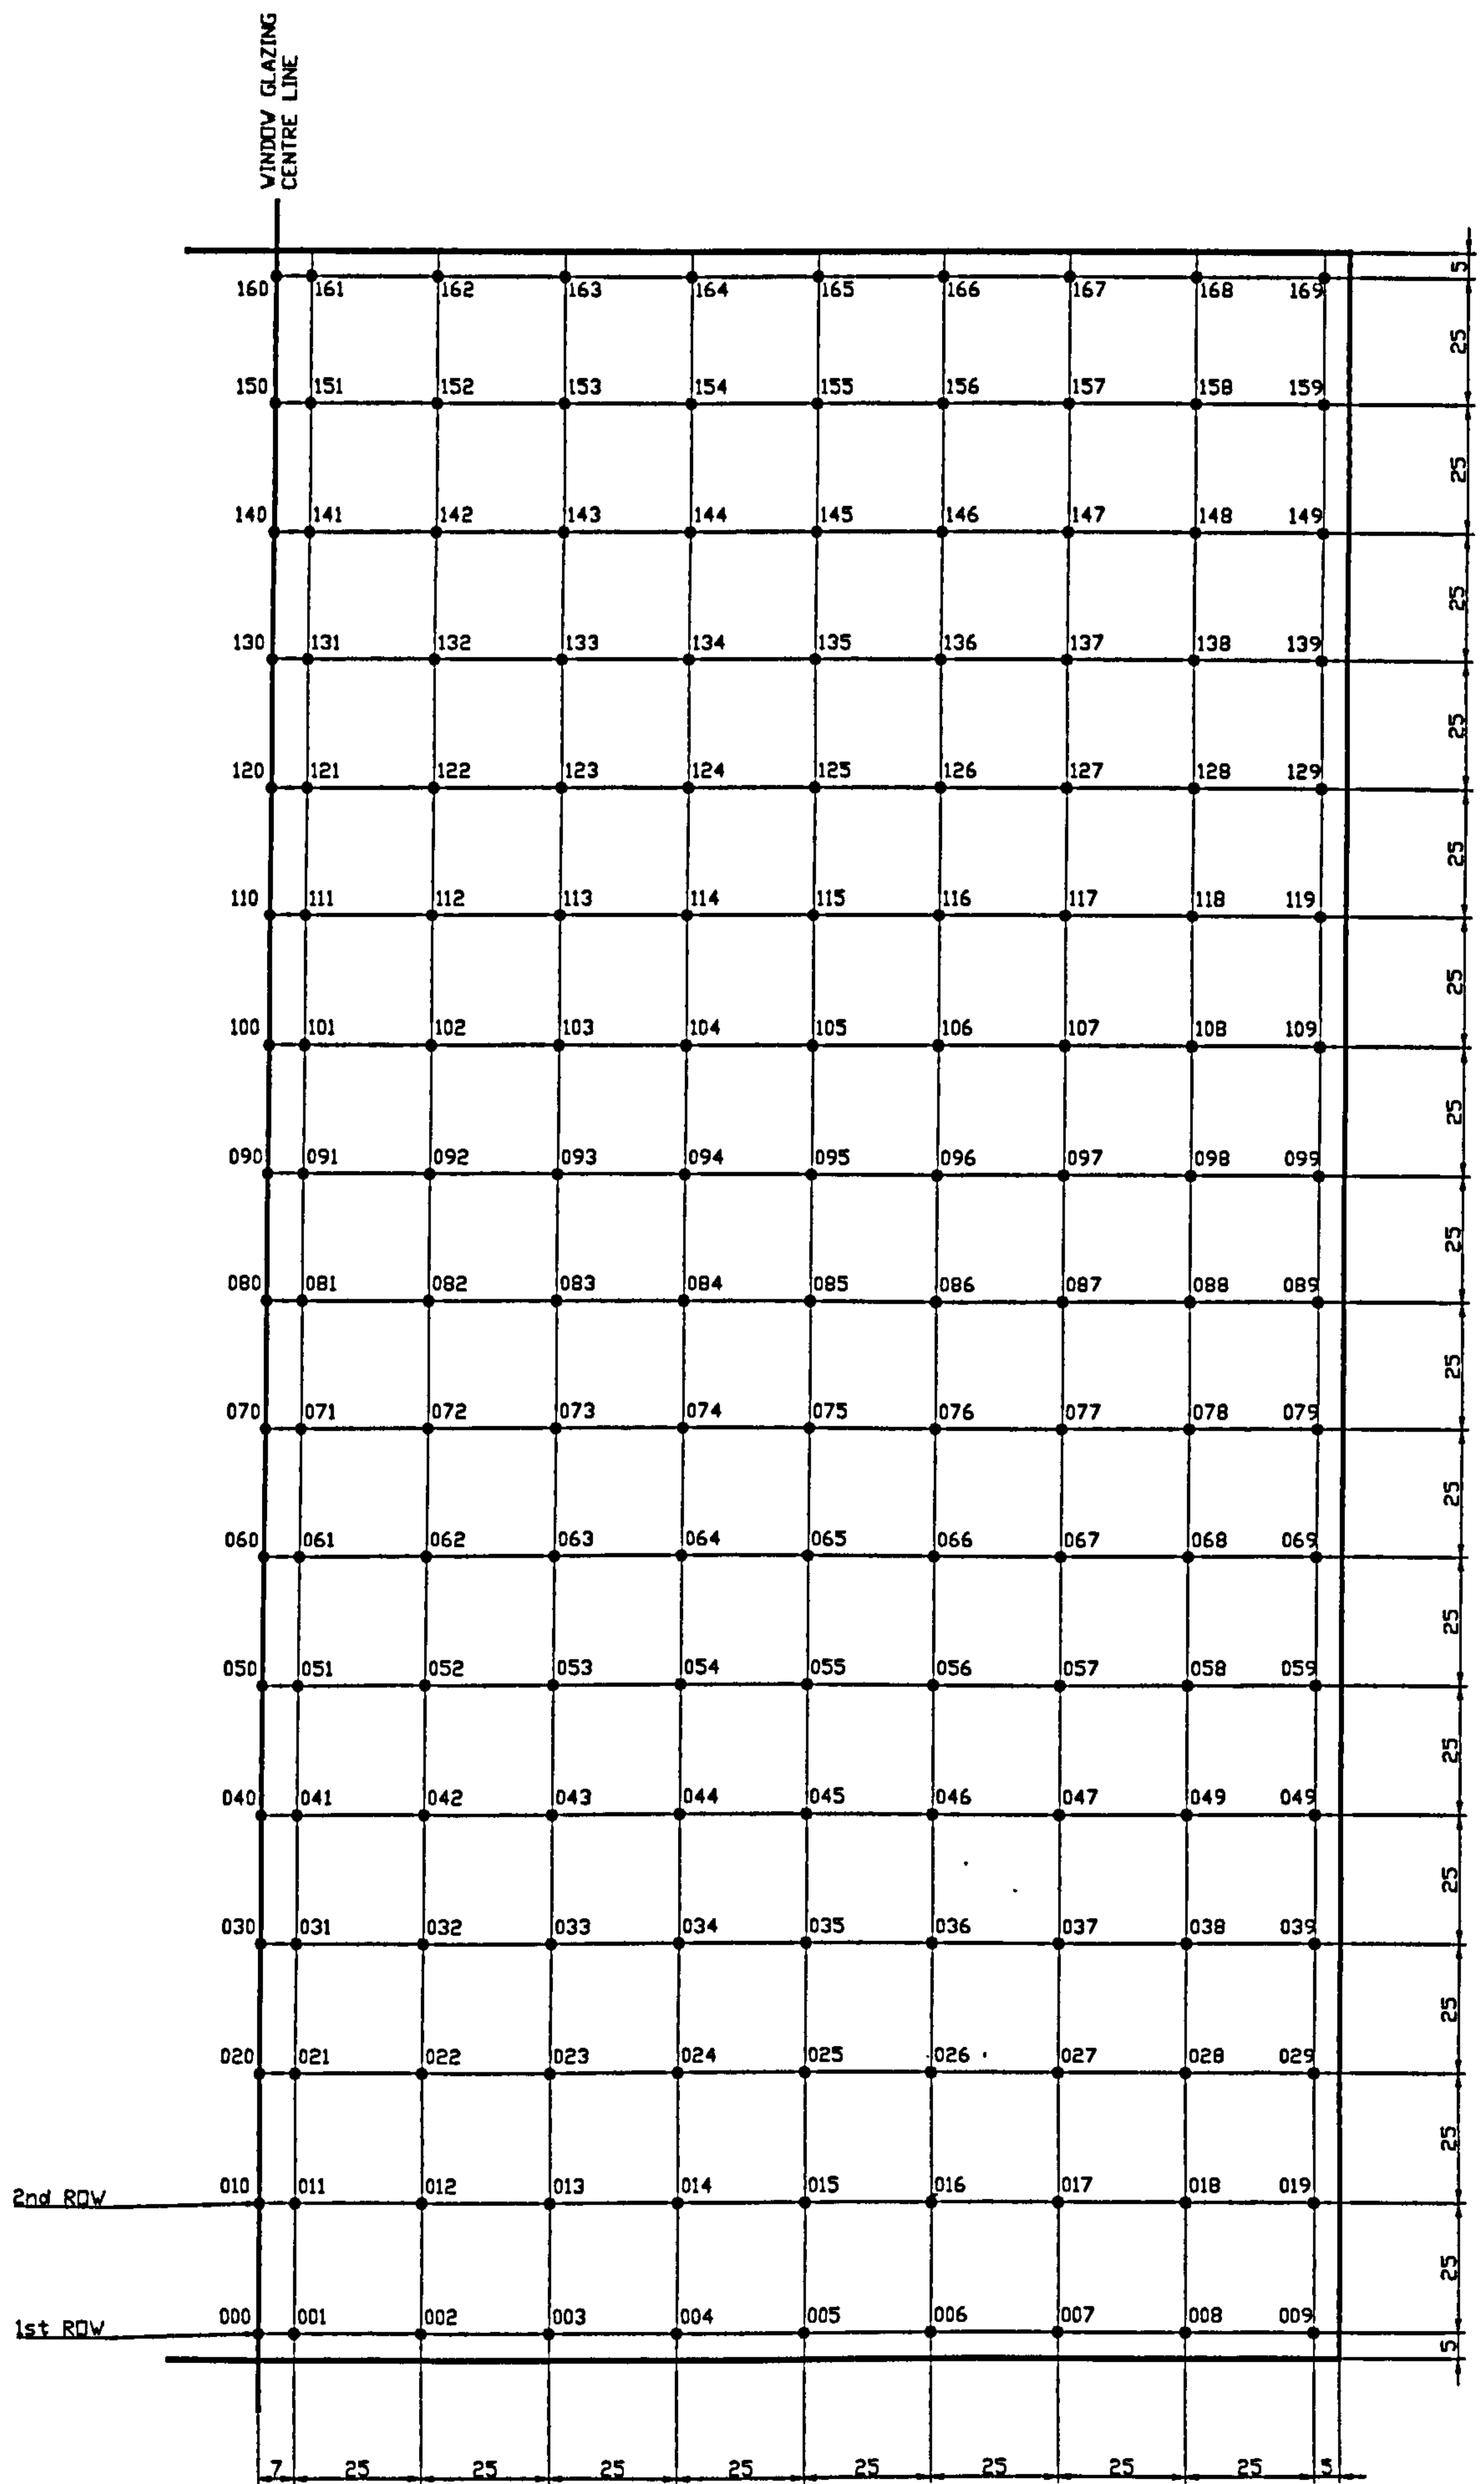 WINDOW GLAZING
CENTRE LINE
5
160 161 162 163 164 165 166 167 168 169
25
150 151 152 153 154 155 156 157 158 159
25
140 141 142 143 144 145 146 147 148 149
25
130 131 132 133 134 135 136 137 138 139
25
120 121 122 123 124 125 126 127 128 129
25
110 111 112 113 114 115 116 117 118 119
25
100 101 102 103 104 105 106 107 108 109
25
090 091 092 093 094 095 096 097 098 099
25
080 081 082 083 084 085 086 087 088 089
25
070 071 072 073 074 075 076 077 078 079
25
060 061 062 063 064 065 066 067 068 069
25
050 051 052 053 054 055 056 057 058 059
25
040 041 042 043 044 045 046 047 049 049
25
030 031 032 033 034 035 036 037 038 039
25
020 021 022 023 024 025 026 027 028 029
25
2nd ROW 010 011 012 013 014 015 016 017 018 019
25
1st ROW 000 001 002 003 004 005 006 007 008 009
5
7 25 25 25 25 25 25 25 25 5